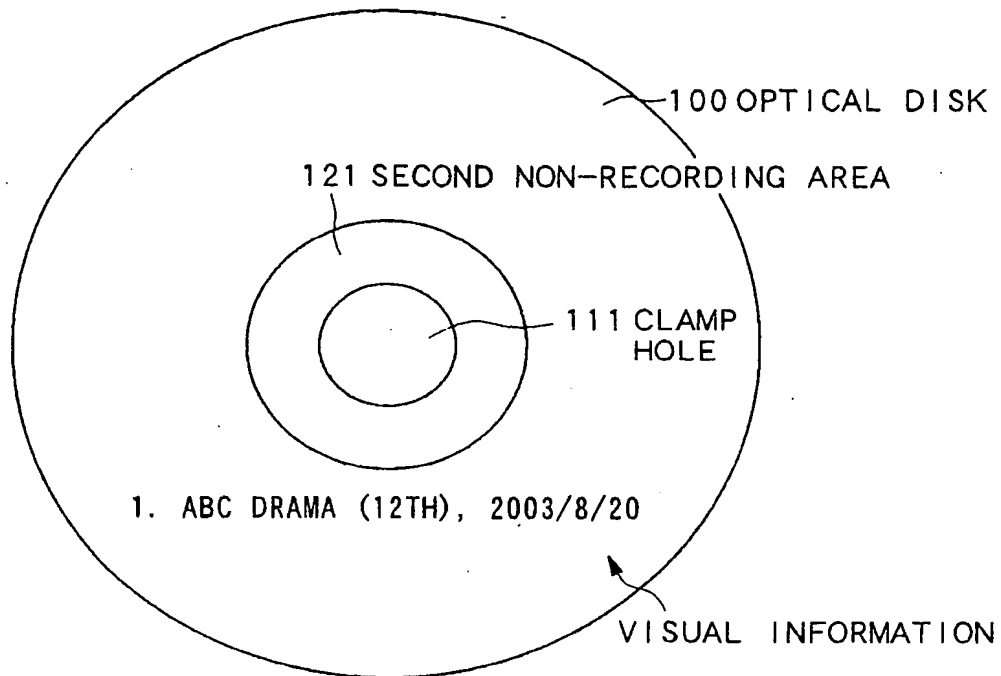 100 OPTICAL DISK
121 SECOND NON-RECORDING AREA
111 CLAMP
HOLE
1. ABC DRAMA (12TH), 2003/8/20
VISUAL INFORMATION